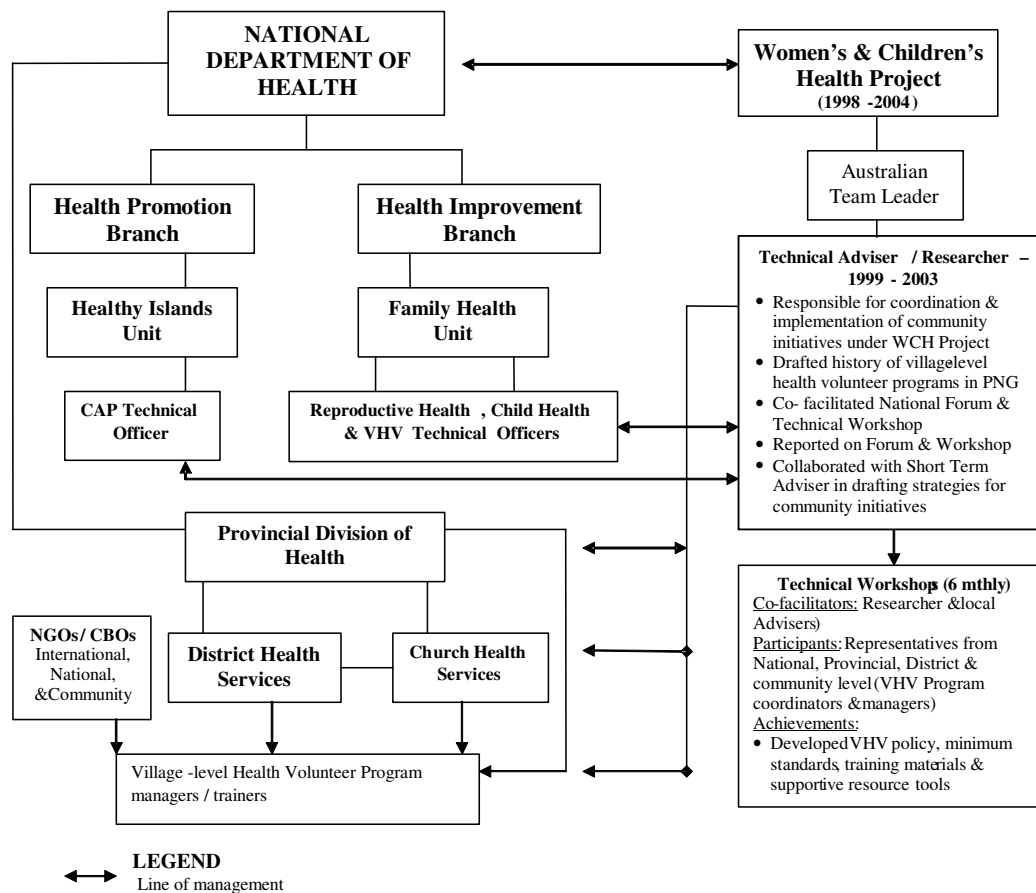 NATIONAL
DEPARTMENT OF
HEALTH
Women's & Children's
Health Project
(1998 -2004)
Australian
Team Leader
Health Promotion
Branch
Health Improvement
Branch
Technical Adviser / Researcher –
1999 - 2003
• Responsible for coordination &
implementation of community
initiatives under WCH Project
• Drafted history of village-level
health volunteer programs in PNG
• Co- facilitated National Forum &
Technical Workshop
• Reported on Forum & Workshop
• Collaborated with Short Term
Adviser in drafting strategies for
community initiatives
Healthy Islands
Unit
Family Health
Unit
CAP Technical
Officer
Reproductive Health , Child Health
& VHV Technical Officers
Provincial Division of
Health
Technical Workshops (6 mthly)
Co-facilitators: Researcher &local
Advisers)
Participants: Representatives from
National, Provincial, District &
community level (VHV Program
coordinators &managers)
Achievements:
• Developed VHV policy, minimum
standards, training materials &
supportive resource tools
NGOs/ CBOs
International,
National,
&Community
District Health
Services
Church Health
Services
Village -level Health Volunteer Program
managers / trainers
LEGEND
Line of management